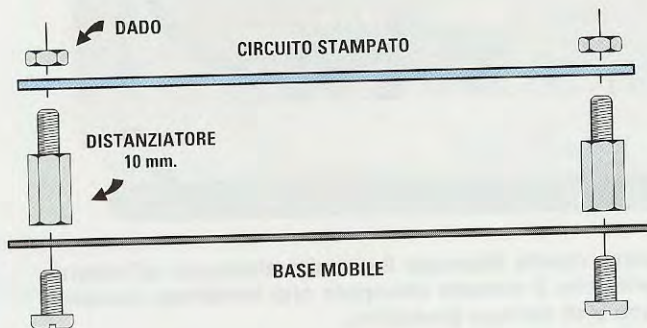 DADO
CIRCUITO STAMPATO
DISTANZIATORE
10 mm.
BASE MOBILE